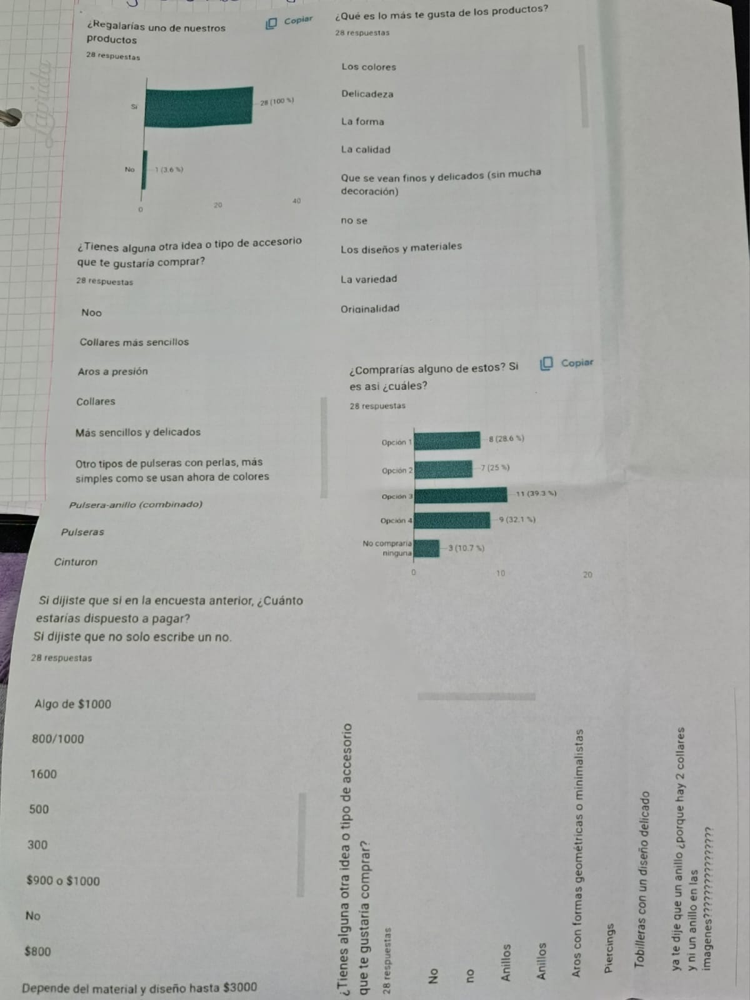 Laprida
¿Regalarías uno de nuestros
productos
Copiar
28 respuestas
Si
28 (100 %)
No
1 (3.6 %)
0
20
40
¿Tienes alguna otra idea o tipo de accesorio
que te gustaría comprar?
28 respuestas
Noo
Collares más sencillos
Aros a presión
Collares
Más sencillos y delicados
Otro tipos de pulseras con perlas, más
simples como se usan ahora de colores
Pulsera-anillo (combinado)
Pulseras
Cinturon
Si dijiste que si en la encuesta anterior, ¿Cuánto
estarías dispuesto a pagar?
Si dijiste que no solo escribe un no.
28 respuestas
Algo de $1000
800/1000
1600
500
300
$900 o $1000
No
$800
Depende del material y diseño hasta $3000
¿Qué es lo más te gusta de los productos?
28 respuestas
Los colores
Delicadeza
La forma
La calidad
Que se vean finos y delicados (sin mucha
decoración)
no se
Los diseños y materiales
La variedad
Originalidad
¿Comprarías alguno de estos? Si
es asi ¿cuáles?
Copiar
28 respuestas
Opción 1
8 (28.6 %)
Opción 2
7 (25 %)
Opción 3
11 (39.3 %)
Opción 4
9 (32.1 %)
No compraría
ninguna
3 (10.7 %)
0
10
20
¿Tienes alguna otra idea o tipo de accesorio
que te gustaría comprar?
28 respuestas
No
no
Anillos
Anillos
Aros con formas geométricas o minimalistas
Piercings
Tobilleras con un diseño delicado
ya te dije que un anillo ¿porque hay 2 collares
y ni un anillo en las
imagenes?????????????????